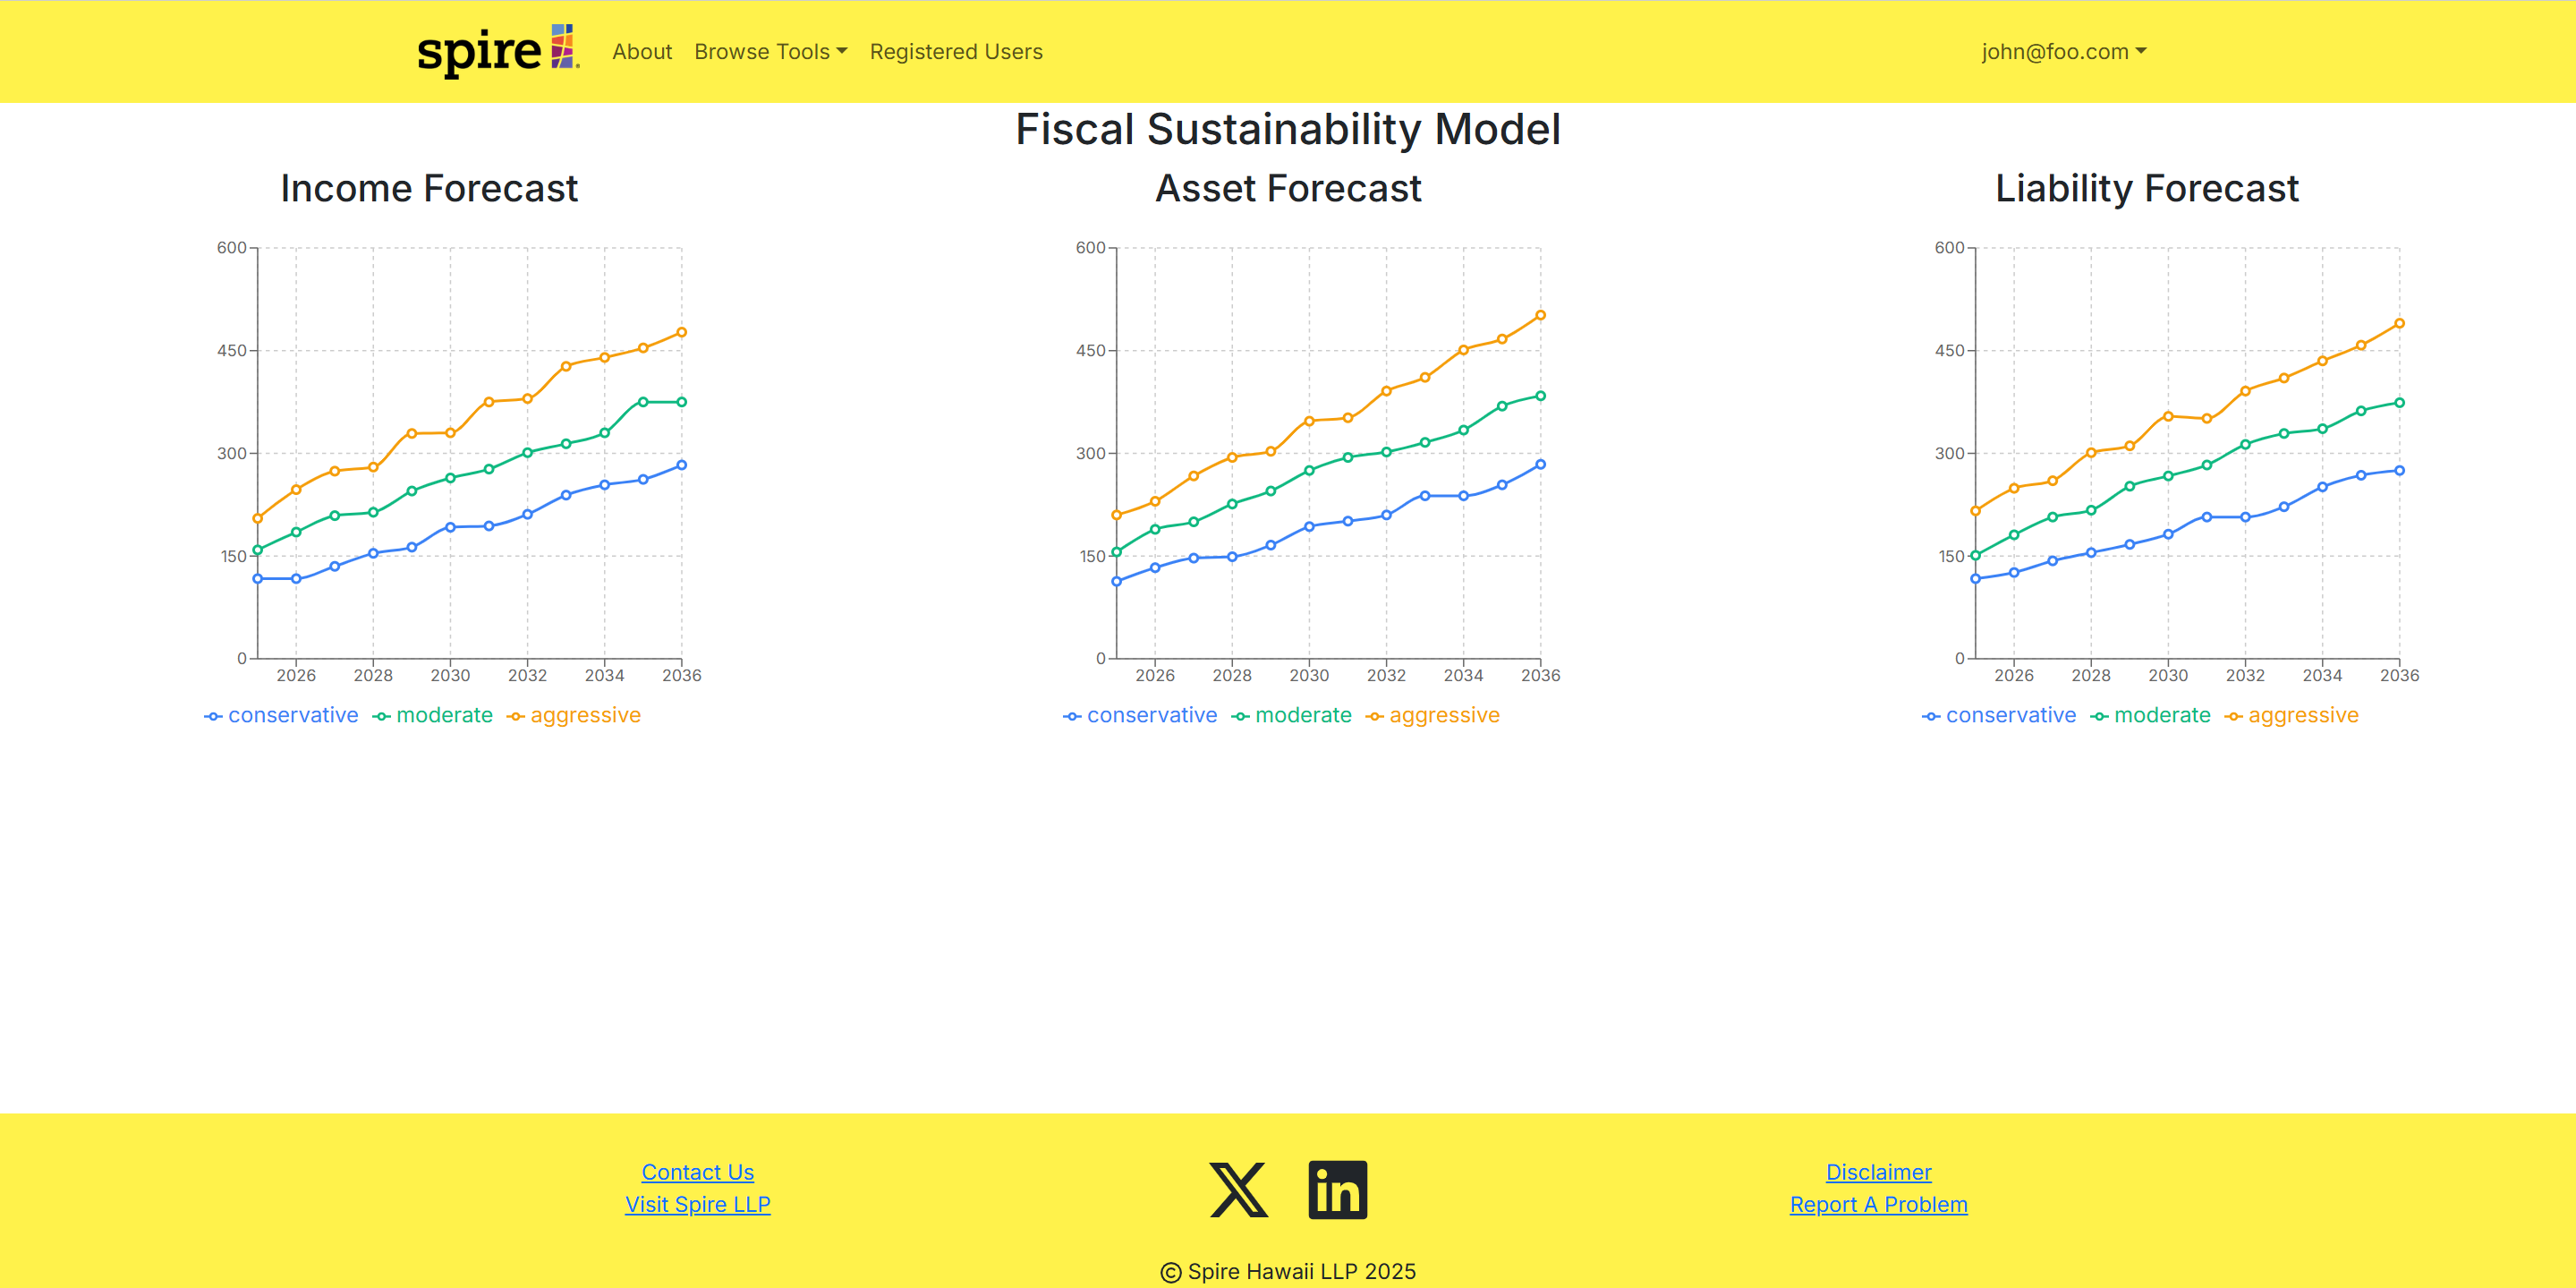 spire
About Browse Tools Registered Users john@foo.com
Fiscal Sustainability Model
Income Forecast
600
450
300
150
0
2026 2028 2030 2032 2034 2036
conservative moderate aggressive
Asset Forecast
600
450
300
150
0
2026 2028 2030 2032 2034 2036
conservative moderate aggressive
Liability Forecast
600
450
300
150
0
2026 2028 2030 2032 2034 2036
conservative moderate aggressive
Contact Us
Visit Spire LLP
Disclaimer
Report A Problem
© Spire Hawaii LLP 2025